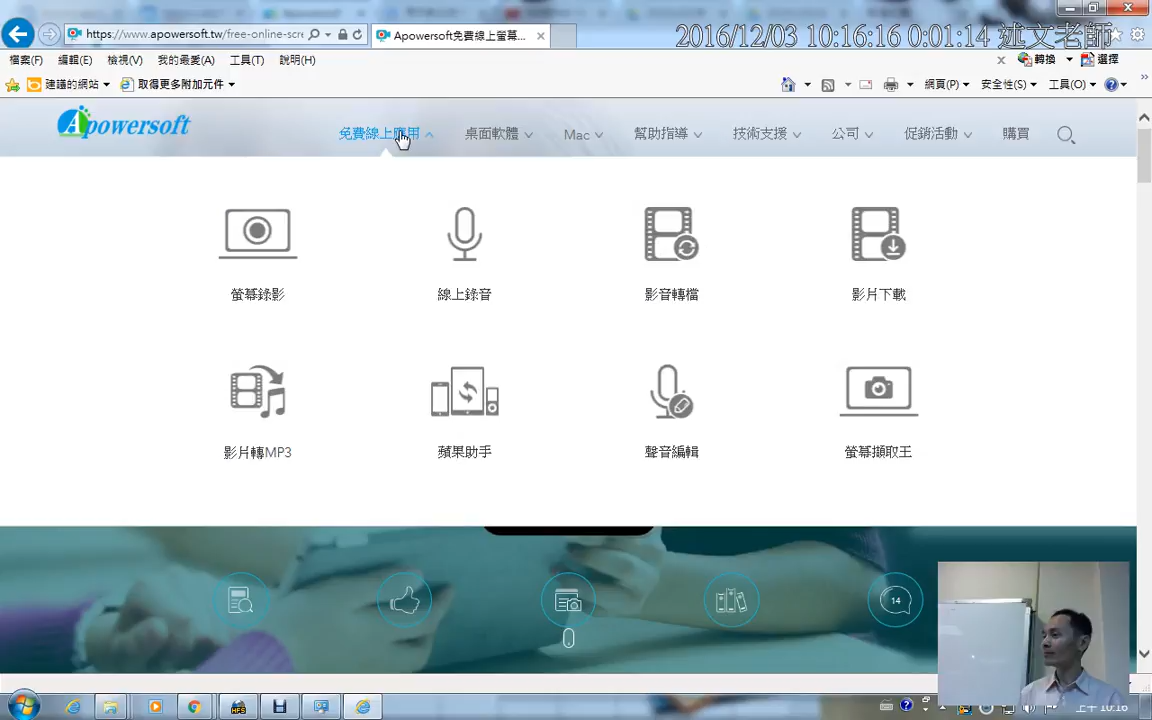 2016/12/03 10:16:16 0:01:14 述文老師
https://www.apowersoft.tw/free-online-scre
Apowersoft免費線上螢幕...
檔案(F) 編輯(E) 檢視(V) 我的最愛(A) 工具(T) 說明(H)
轉換 選擇
建議的網站 取得更多附加元件
網頁(P) 安全性(S) 工具(O)
Apowersoft
免費線上應用 桌面軟體 Mac 幫助指導 技術支援 公司 促銷活動 購買
螢幕錄影 線上錄音 影音轉檔 影片下載
影片轉MP3 蘋果助手 聲音編輯 螢幕擷取王
14
HFS
上午 10:16